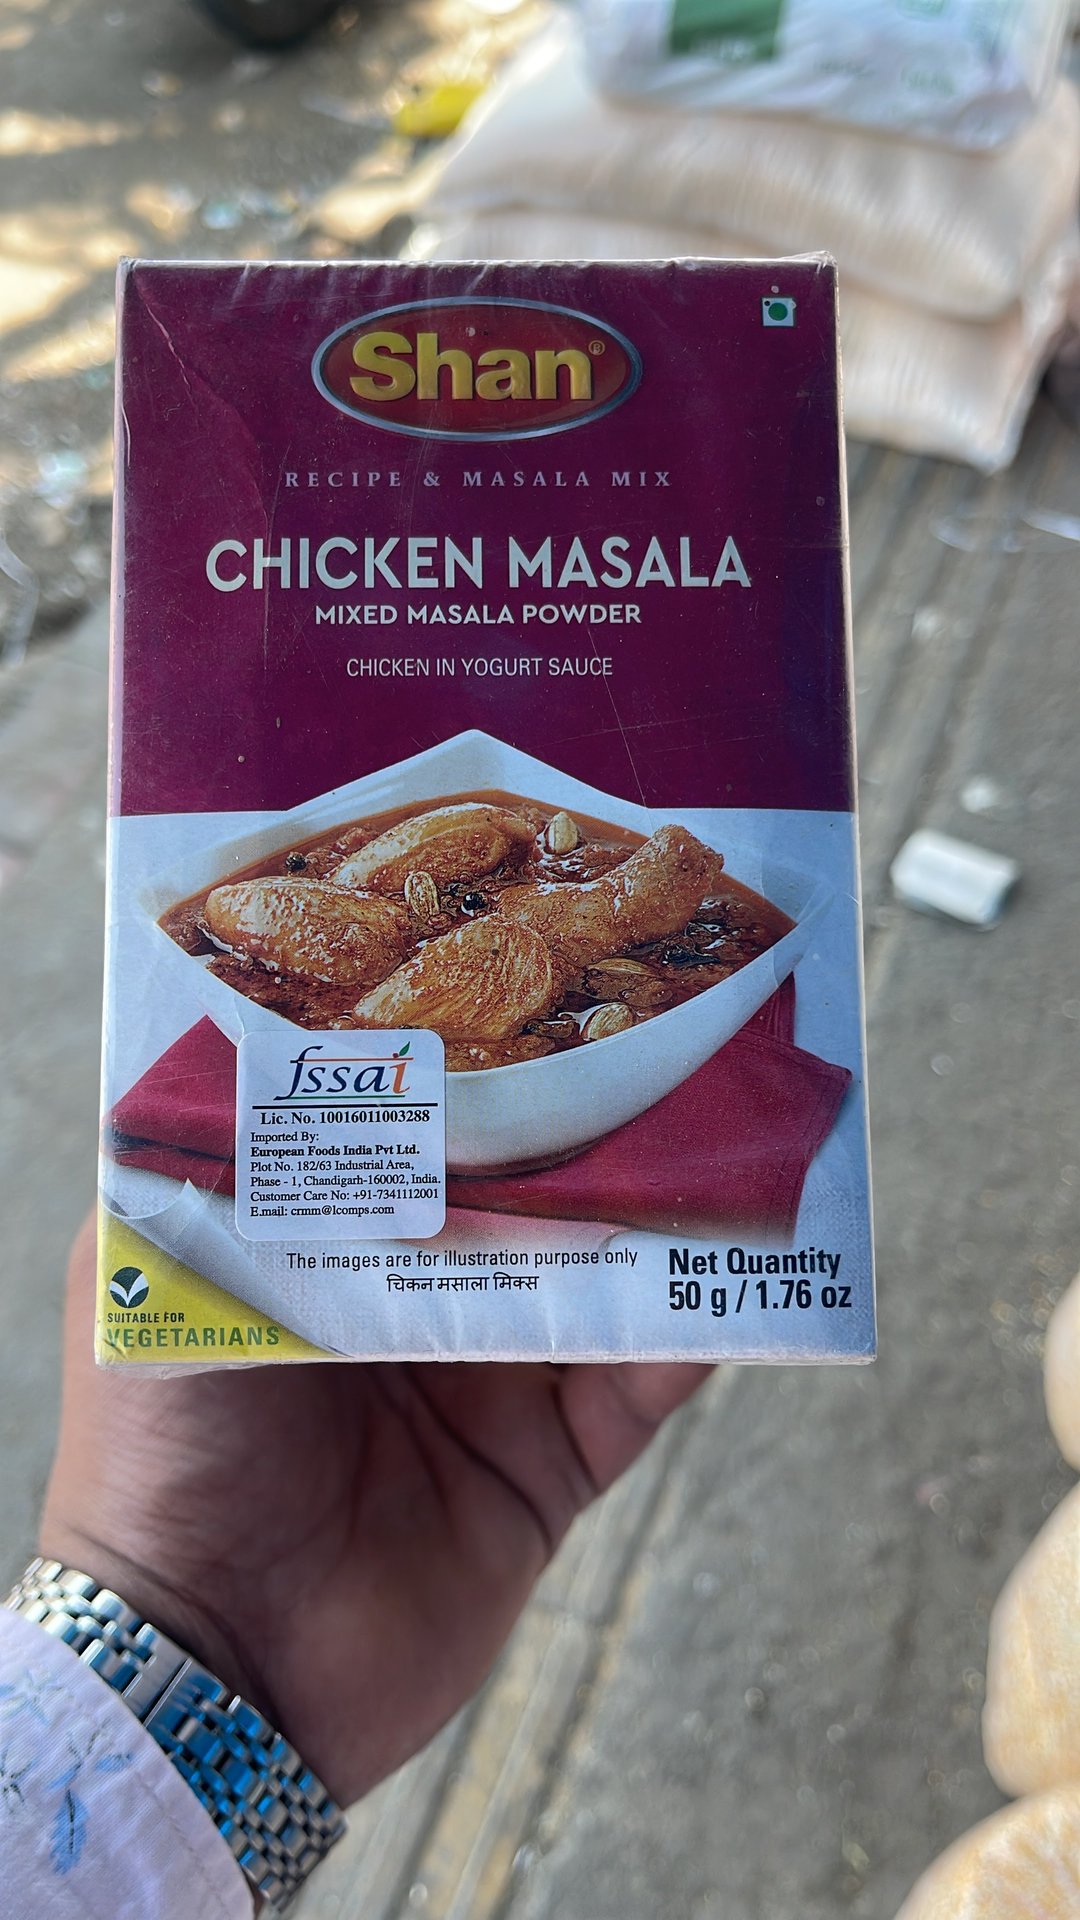 Shan®
RECIPE & MASALA MIX
CHICKEN MASALA
MIXED MASALA POWDER
CHICKEN IN YOGURT SAUCE
fssai
Lic. No. 10016011003288
Imported By:
European Foods India Pvt Ltd.
Plot No. 182/63 Industrial Area,
Phase - 1, Chandigarh-160002, India.
Customer Care No: +91-7341112001
E.mail: crmm@lcomps.com
The images are for illustration purpose only
चिकन मसाला मिक्स
Net Quantity
50 g / 1.76 oz
SUITABLE FOR
VEGETARIANS